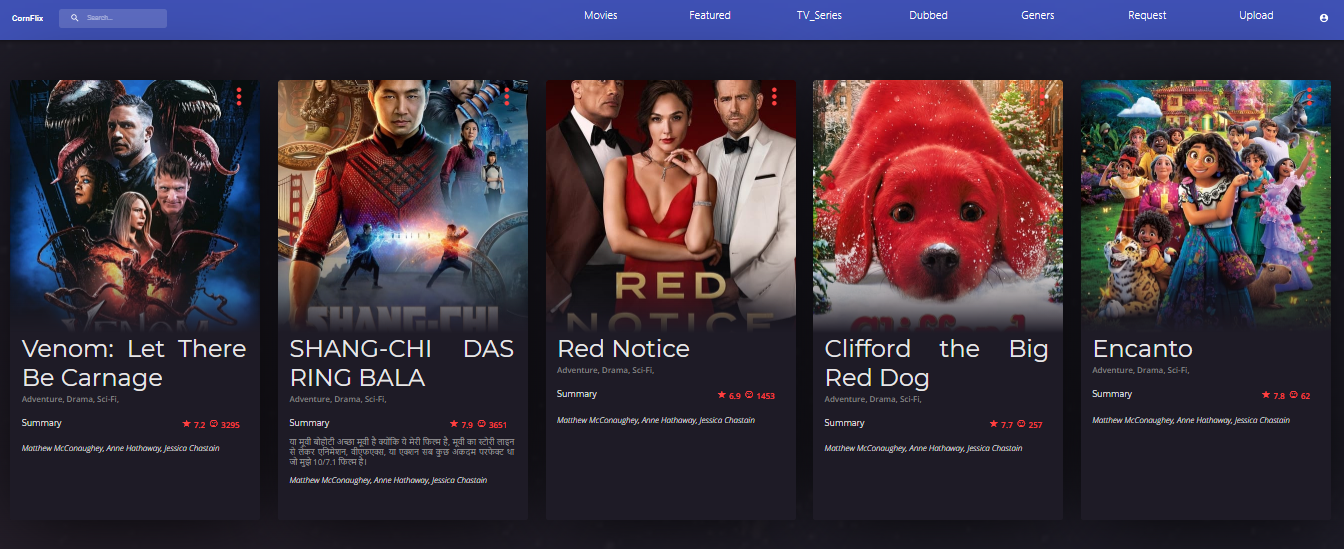 CornFlix
Search...
Movies
Featured
TV_Series
Dubbed
Geners
Request
Upload
VENOM
Venom: Let There
Be Carnage
Adventure, Drama, Sci-Fi,
Summary
7.2 3295
Matthew McConaughey, Anne Hathaway, Jessica Chastain
SHANG-CHI
SHANG-CHI DAS
RING BALA
Adventure, Drama, Sci-Fi,
Summary
7.9 3651
या मूवी बोहोटी अच्छा मूवी हे क्योंकि ये मेरी फिल्म हे, मूवी का स्टोरी लाइन
से लेकर एनिमेशन, वीएफएक्स, या एक्शन सब कुछ अकदम परफेक्ट था
जो मुझे 10/7.1 फिल्म हे।
Matthew McConaughey, Anne Hathaway, Jessica Chastain
RED
NOTICE
Red Notice
Adventure, Drama, Sci-Fi,
Summary
6.9 1453
Matthew McConaughey, Anne Hathaway, Jessica Chastain
Clifford
Clifford the Big
Red Dog
Adventure, Drama, Sci-Fi,
Summary
7.7 257
Matthew McConaughey, Anne Hathaway, Jessica Chastain
Encanto
Adventure, Drama, Sci-Fi,
Summary
7.8 62
Matthew McConaughey, Anne Hathaway, Jessica Chastain